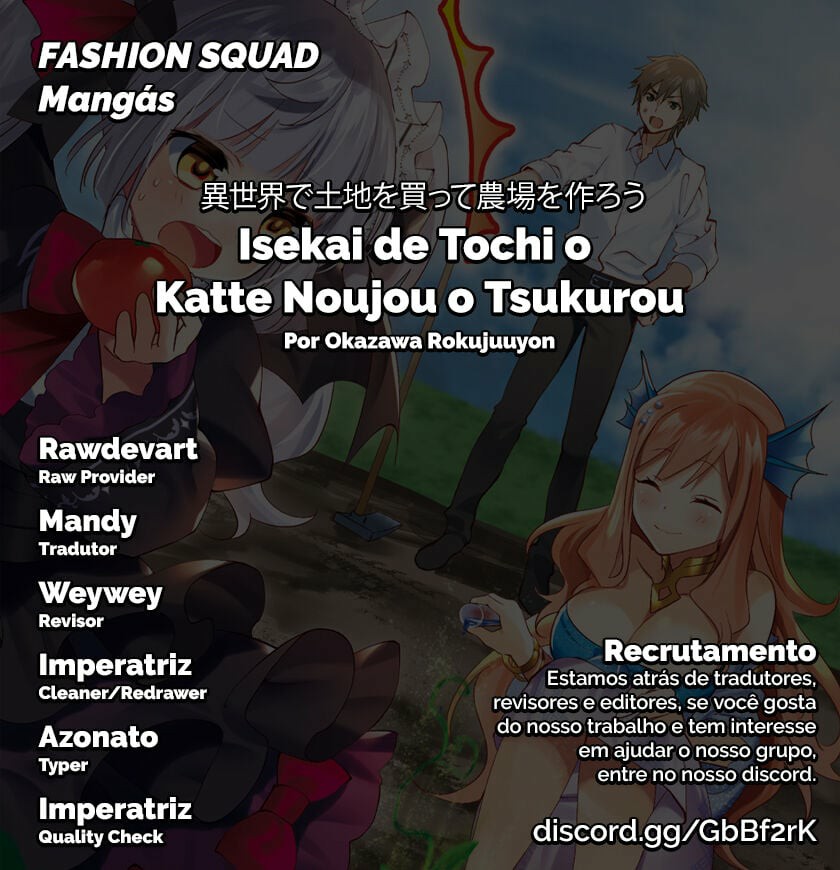 FASHION SQUAD
Mangás
異世界で土地を買って農場を作ろう
Isekai de Tochi o
Katte Noujou o Tsukurou
Por Okazawa Rokujuuyon
Rawdevart
Raw Provider
Mandy
Tradutor
Weywey
Revisor
Imperatriz
Cleaner/Redrawer
Azonato
Typer
Imperatriz
Quality Check
Recrutamento
Estamos atrás de tradutores,
revisores e editores, se você gosta
do nosso trabalho e tem interesse
em ajudar o nosso grupo,
entre no nosso discord.
discord.gg/GbBf2rK